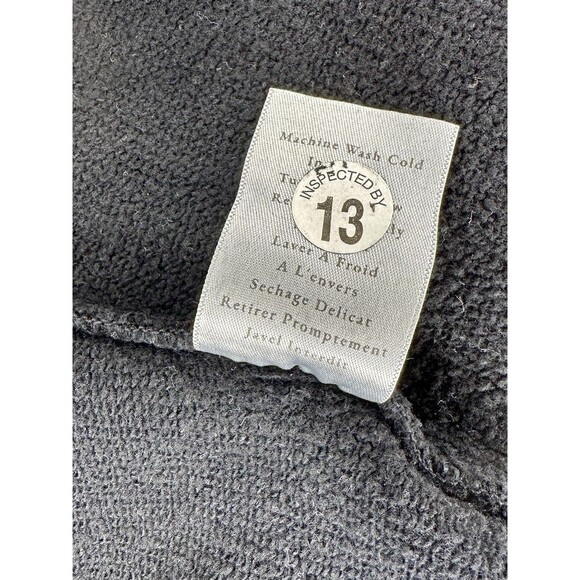 Machine Wash Cold
INSPECTED BY
13
Laver A Froid
A L'envers
Sechage Delicat
Retirer Promptement
Javel Interdit